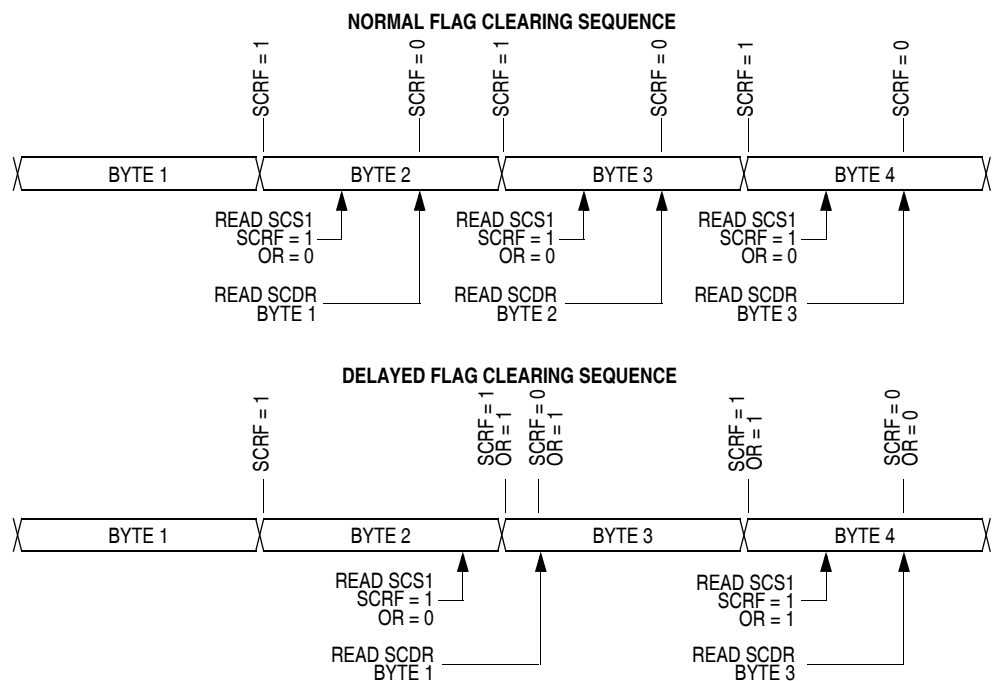 NORMAL FLAG CLEARING SEQUENCE
SCRF = 1
SCRF = 0
SCRF = 1
SCRF = 0
SCRF = 1
SCRF = 0
BYTE 1
BYTE 2
BYTE 3
BYTE 4
READ SCS1
SCRF = 1
OR = 0
READ SCS1
SCRF = 1
OR = 0
READ SCS1
SCRF = 1
OR = 0
READ SCDR
BYTE 1
READ SCDR
BYTE 2
READ SCDR
BYTE 3
DELAYED FLAG CLEARING SEQUENCE
SCRF = 1
SCRF = 1
OR = 1
SCRF = 0
OR = 1
SCRF = 1
OR = 1
SCRF = 0
OR = 0
BYTE 1
BYTE 2
BYTE 3
BYTE 4
READ SCS1
SCRF = 1
OR = 0
READ SCS1
SCRF = 1
OR = 1
READ SCDR
BYTE 1
READ SCDR
BYTE 3